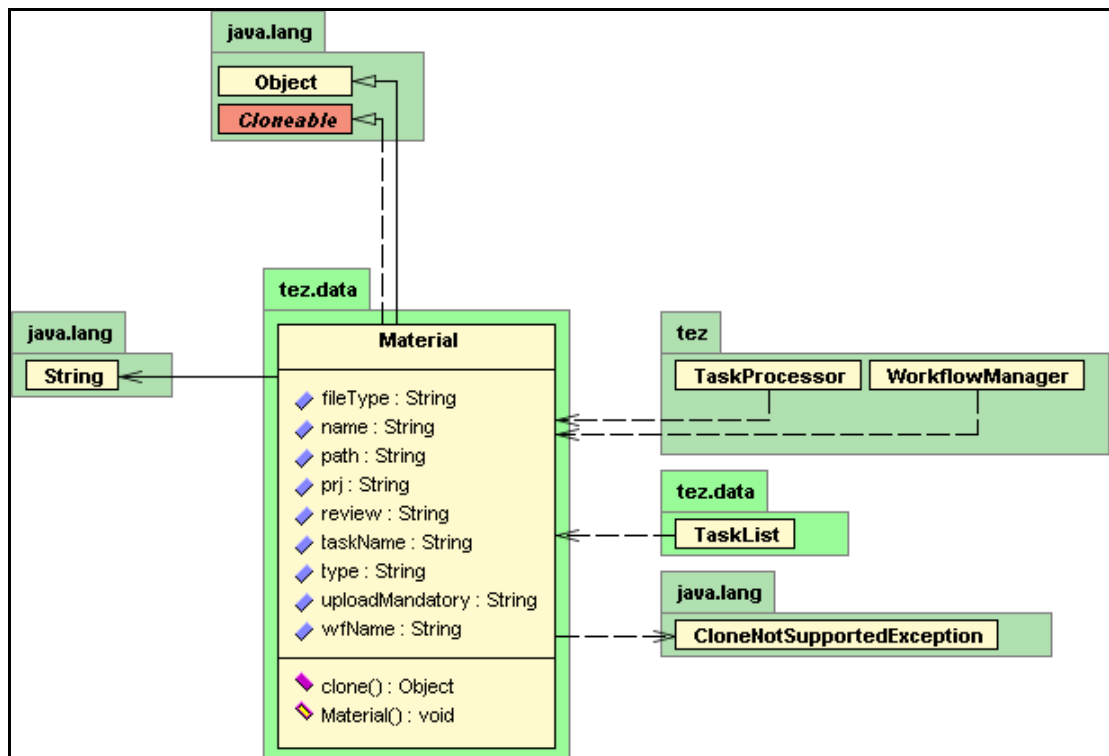 java.lang
Object
Cloneable
tez.data
java.lang
String
Material
fileType : String
name : String
path : String
prj : String
review : String
taskName : String
type : String
uploadMandatory : String
wfName : String
clone() : Object
Material() : void
tez
TaskProcessor WorkflowManager
tez.data
TaskList
java.lang
CloneNotSupportedException